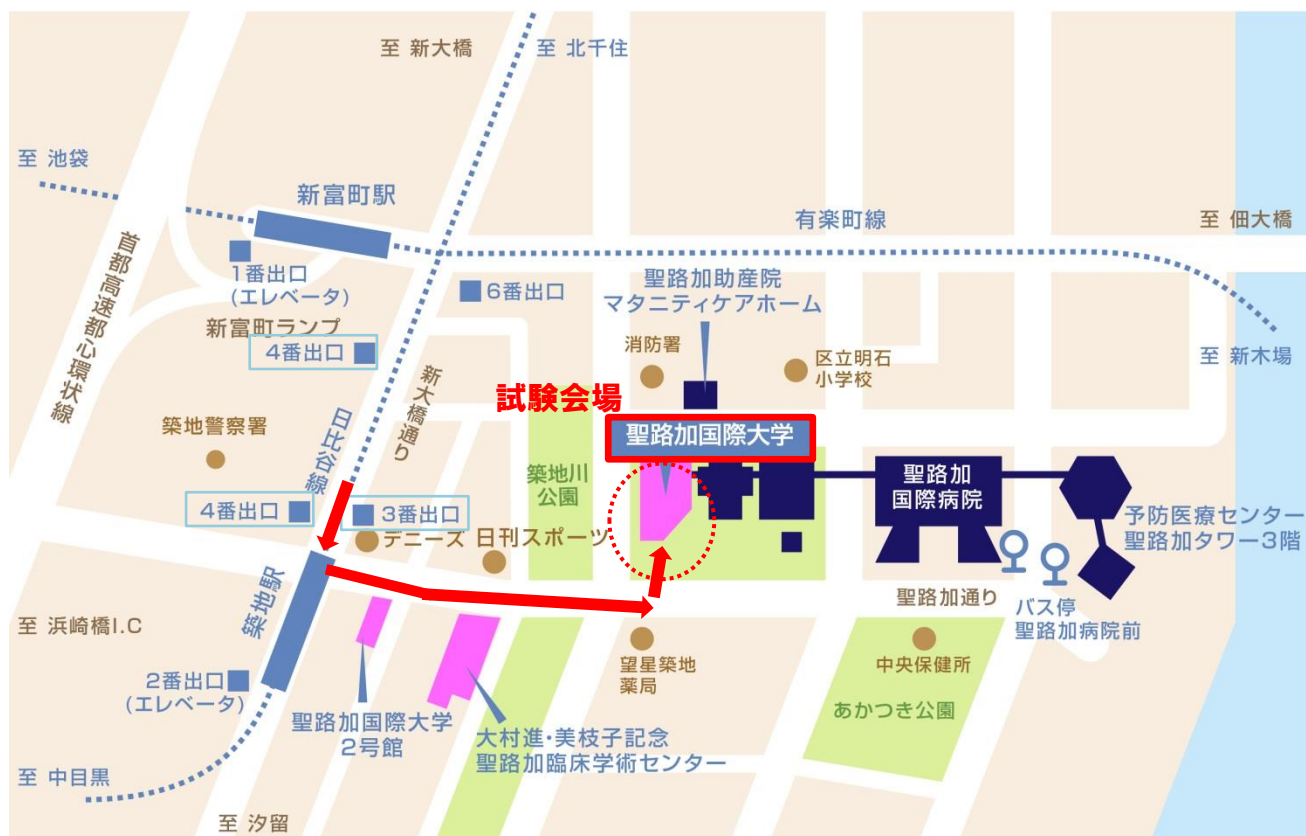 至 新大橋
至 北千住
至 池袋
新富町駅
有楽町線
至 佃大橋
首都高速都心環状線
1番出口
(エレベータ)
6番出口
聖路加助産院
マタニティケアホーム
新富町ランプ
4番出口
消防署
区立明石
小学校
至 新木場
新大橋通り
試験会場
日比谷線
築地警察署
聖路加国際大学
築地川
公園
聖路加
国際病院
4番出口
3番出口
デニーズ
日刊スポーツ
予防医療センター
聖路加タワー3階
築地駅
聖路加通り
バス停
聖路加病院前
至 浜崎橋I.C
望星築地
薬局
中央保健所
2番出口
(エレベータ)
あかつき公園
聖路加国際大学
2号館
大村進・美枝子記念
聖路加臨床学術センター
至 中目黒
至 汐留